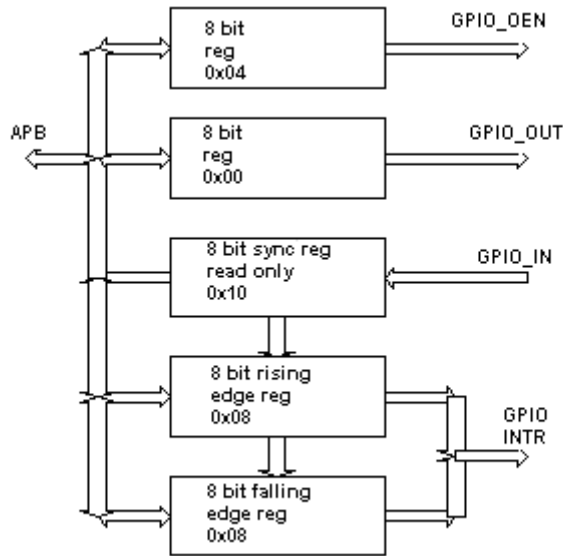 8 bit
reg
0x04
GPIO_OEN
APB
8 bit
reg
0x00
GPIO_OUT
8 bit sync reg
read only
0x10
GPIO_IN
8 bit rising
edge reg
0x08
GPIO
INTR
8 bit falling
edge reg
0x08